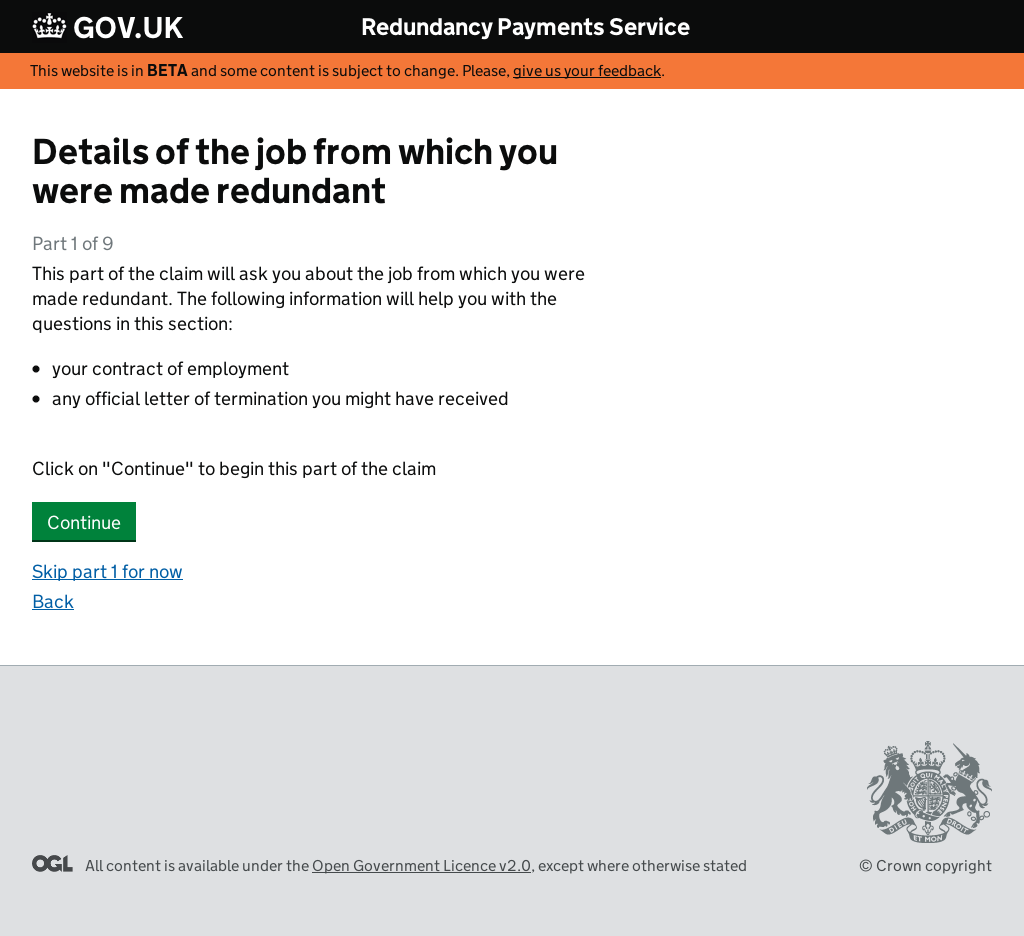 GOV.UK
Redundancy Payments Service
This website is in BETA and some content is subject to change. Please, give us your feedback.
Details of the job from which you
were made redundant
Part 1 of 9
This part of the claim will ask you about the job from which you were
made redundant. The following information will help you with the
questions in this section:
your contract of employment
any official letter of termination you might have received
Click on "Continue" to begin this part of the claim
Continue
Skip part 1 for now
Back
DIEU ET MON DROIT
OGL All content is available under the Open Government Licence v2.0, except where otherwise stated
© Crown copyright